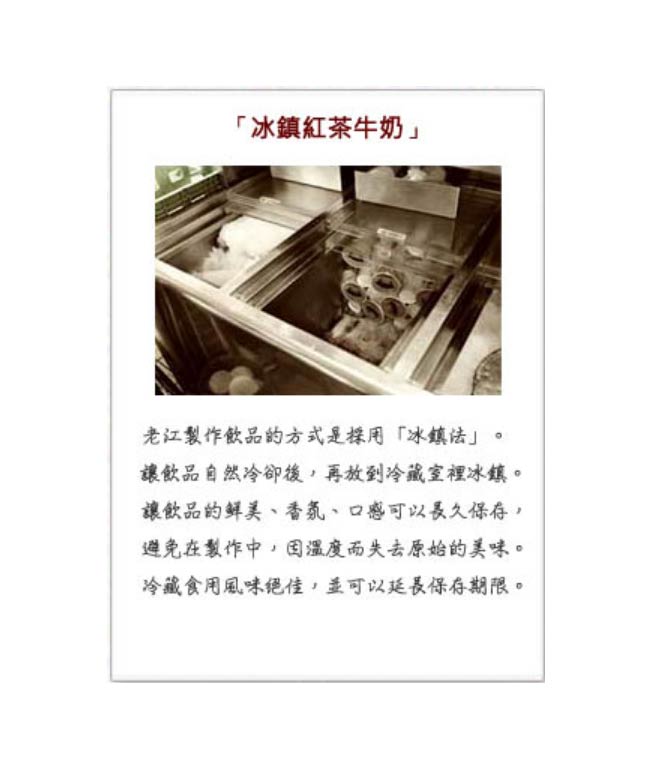 「冰鎮紅茶牛奶」
老江製作飲品的方式是採用「冰鎮法」。
讓飲品自然冷卻後，再放到冷藏室裡冰鎮。
讓飲品的鮮美、香氛、口感可以長久保存，
避免在製作中，因溫度而失去原始的美味。
冷藏食用風味絕佳，並可以延長保存期限。